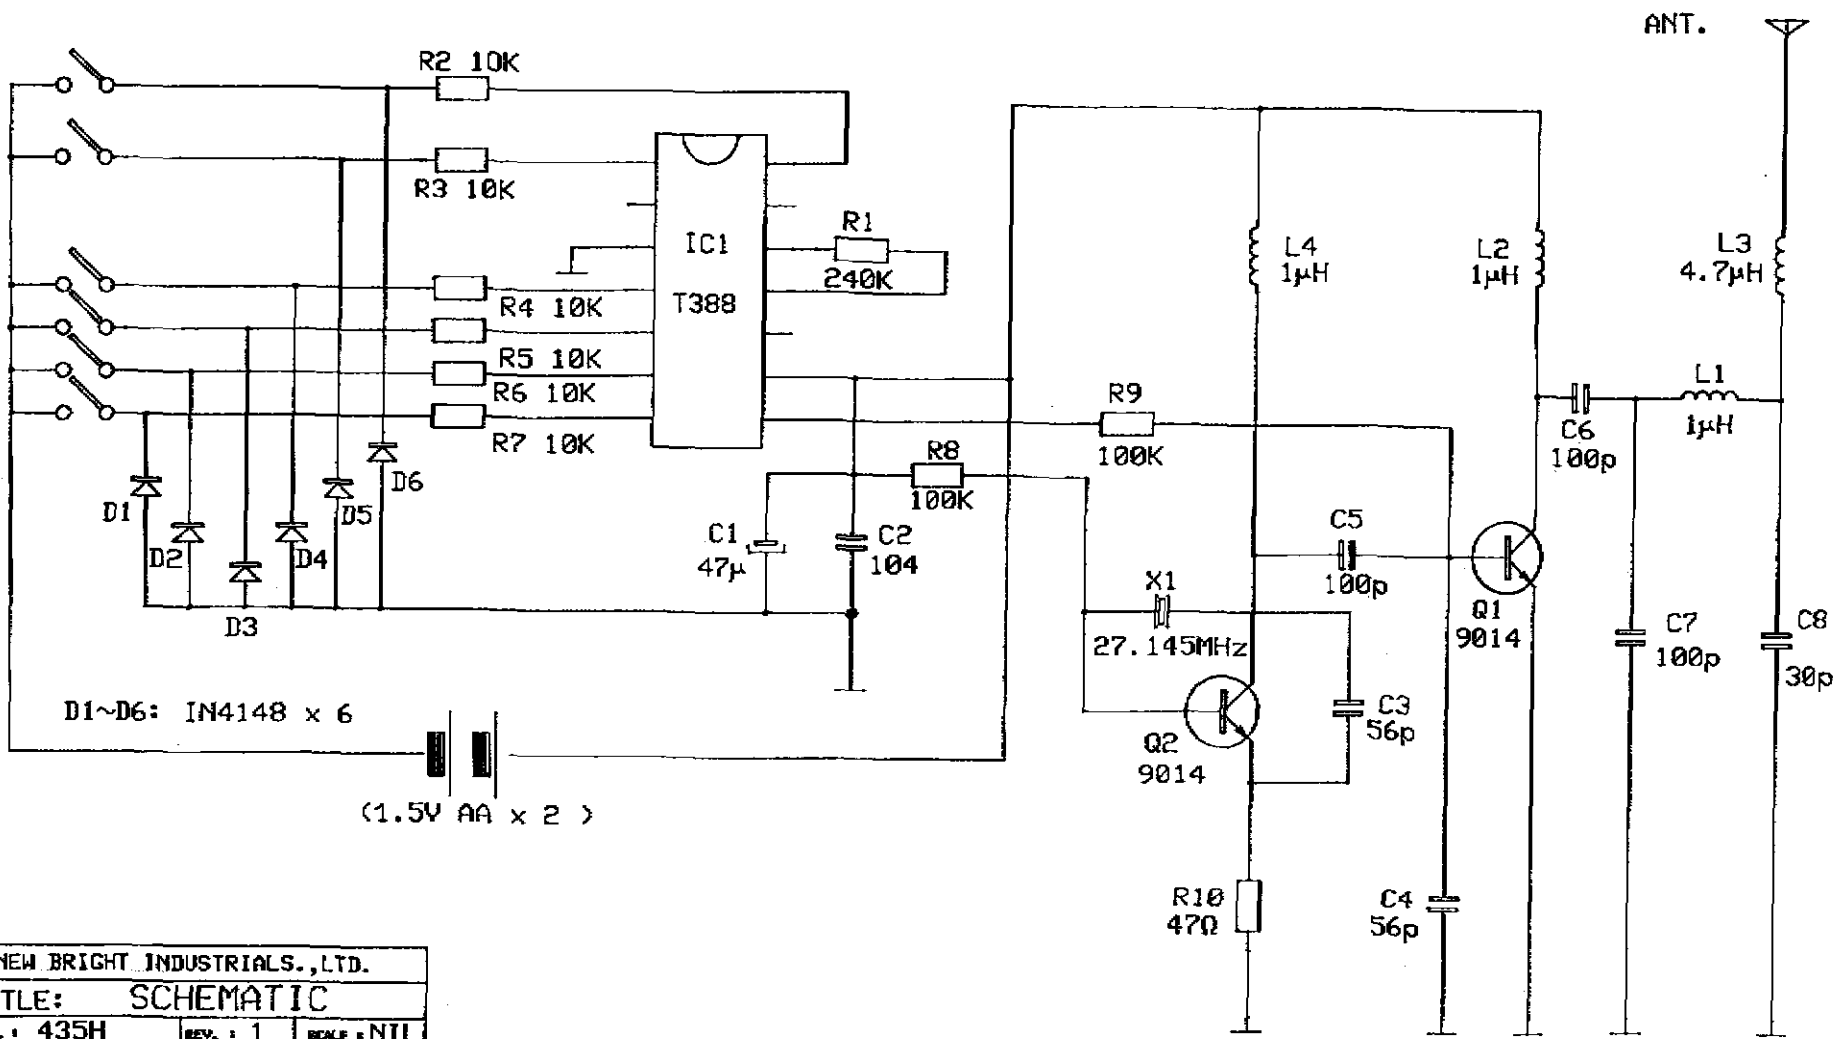 ANT.
R2 10K
R3 10K
R1
240K
IC1
T388
R4 10K
R5 10K
R6 10K
R7 10K
L4
1µH
L2
1µH
L3
4.7µH
L1
1µH
R9
100K
R8
100K
C6
100p
D1
D2
D3
D4
D5
D6
C1
47µ
C2
104
C5
100p
X1
27.145MHz
Q1
9014
C7
100p
C8
30p
D1~D6: IN4148 x 6
Q2
9014
C3
56p
(1.5V AA x 2 )
R10
47Ω
C4
56p
NEW BRIGHT INDUSTRIALS.,LTD.
TLE: SCHEMATIC
.: 435H REV. : 1 SCALE : NTL